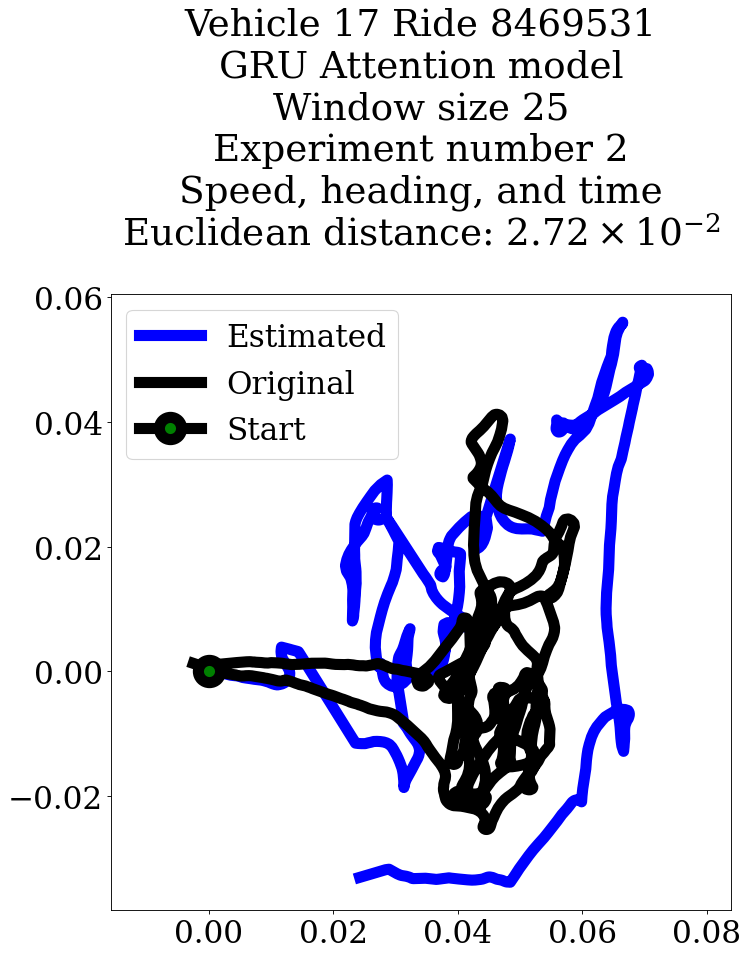 Vehicle 17 Ride 8469531
GRU Attention model
Window size 25
Experiment number 2
Speed, heading, and time
Euclidean distance: 2.72 × 10⁻²
0.06
0.04
0.02
0.00
−0.02
Estimated
Original
Start
0.00 0.02 0.04 0.06 0.08